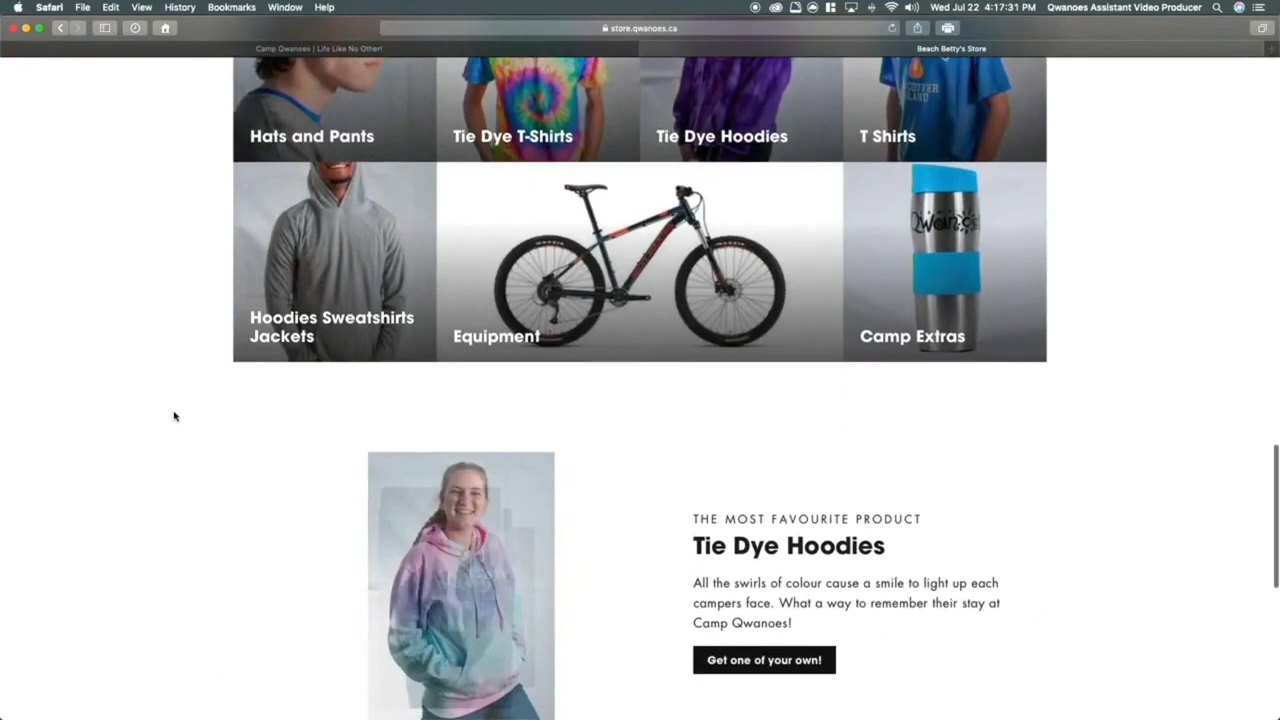 Safari File Edit View History Bookmarks Window Help Wed Jul 22 4:17:31 PM Qwanoes Assistant Video Producer
store.qwanoes.ca
Camp Qwanoes | Life Like No Other! Beach Betty's Store
Hats and Pants
Tie Dye T-Shirts
Tie Dye Hoodies
T Shirts
Hoodies Sweatshirts
Jackets
Equipment
Camp Extras
THE MOST FAVOURITE PRODUCT
Tie Dye Hoodies
All the swirls of colour cause a smile to light up each
campers face. What a way to remember their stay at
Camp Qwanoes!
Get one of your own!